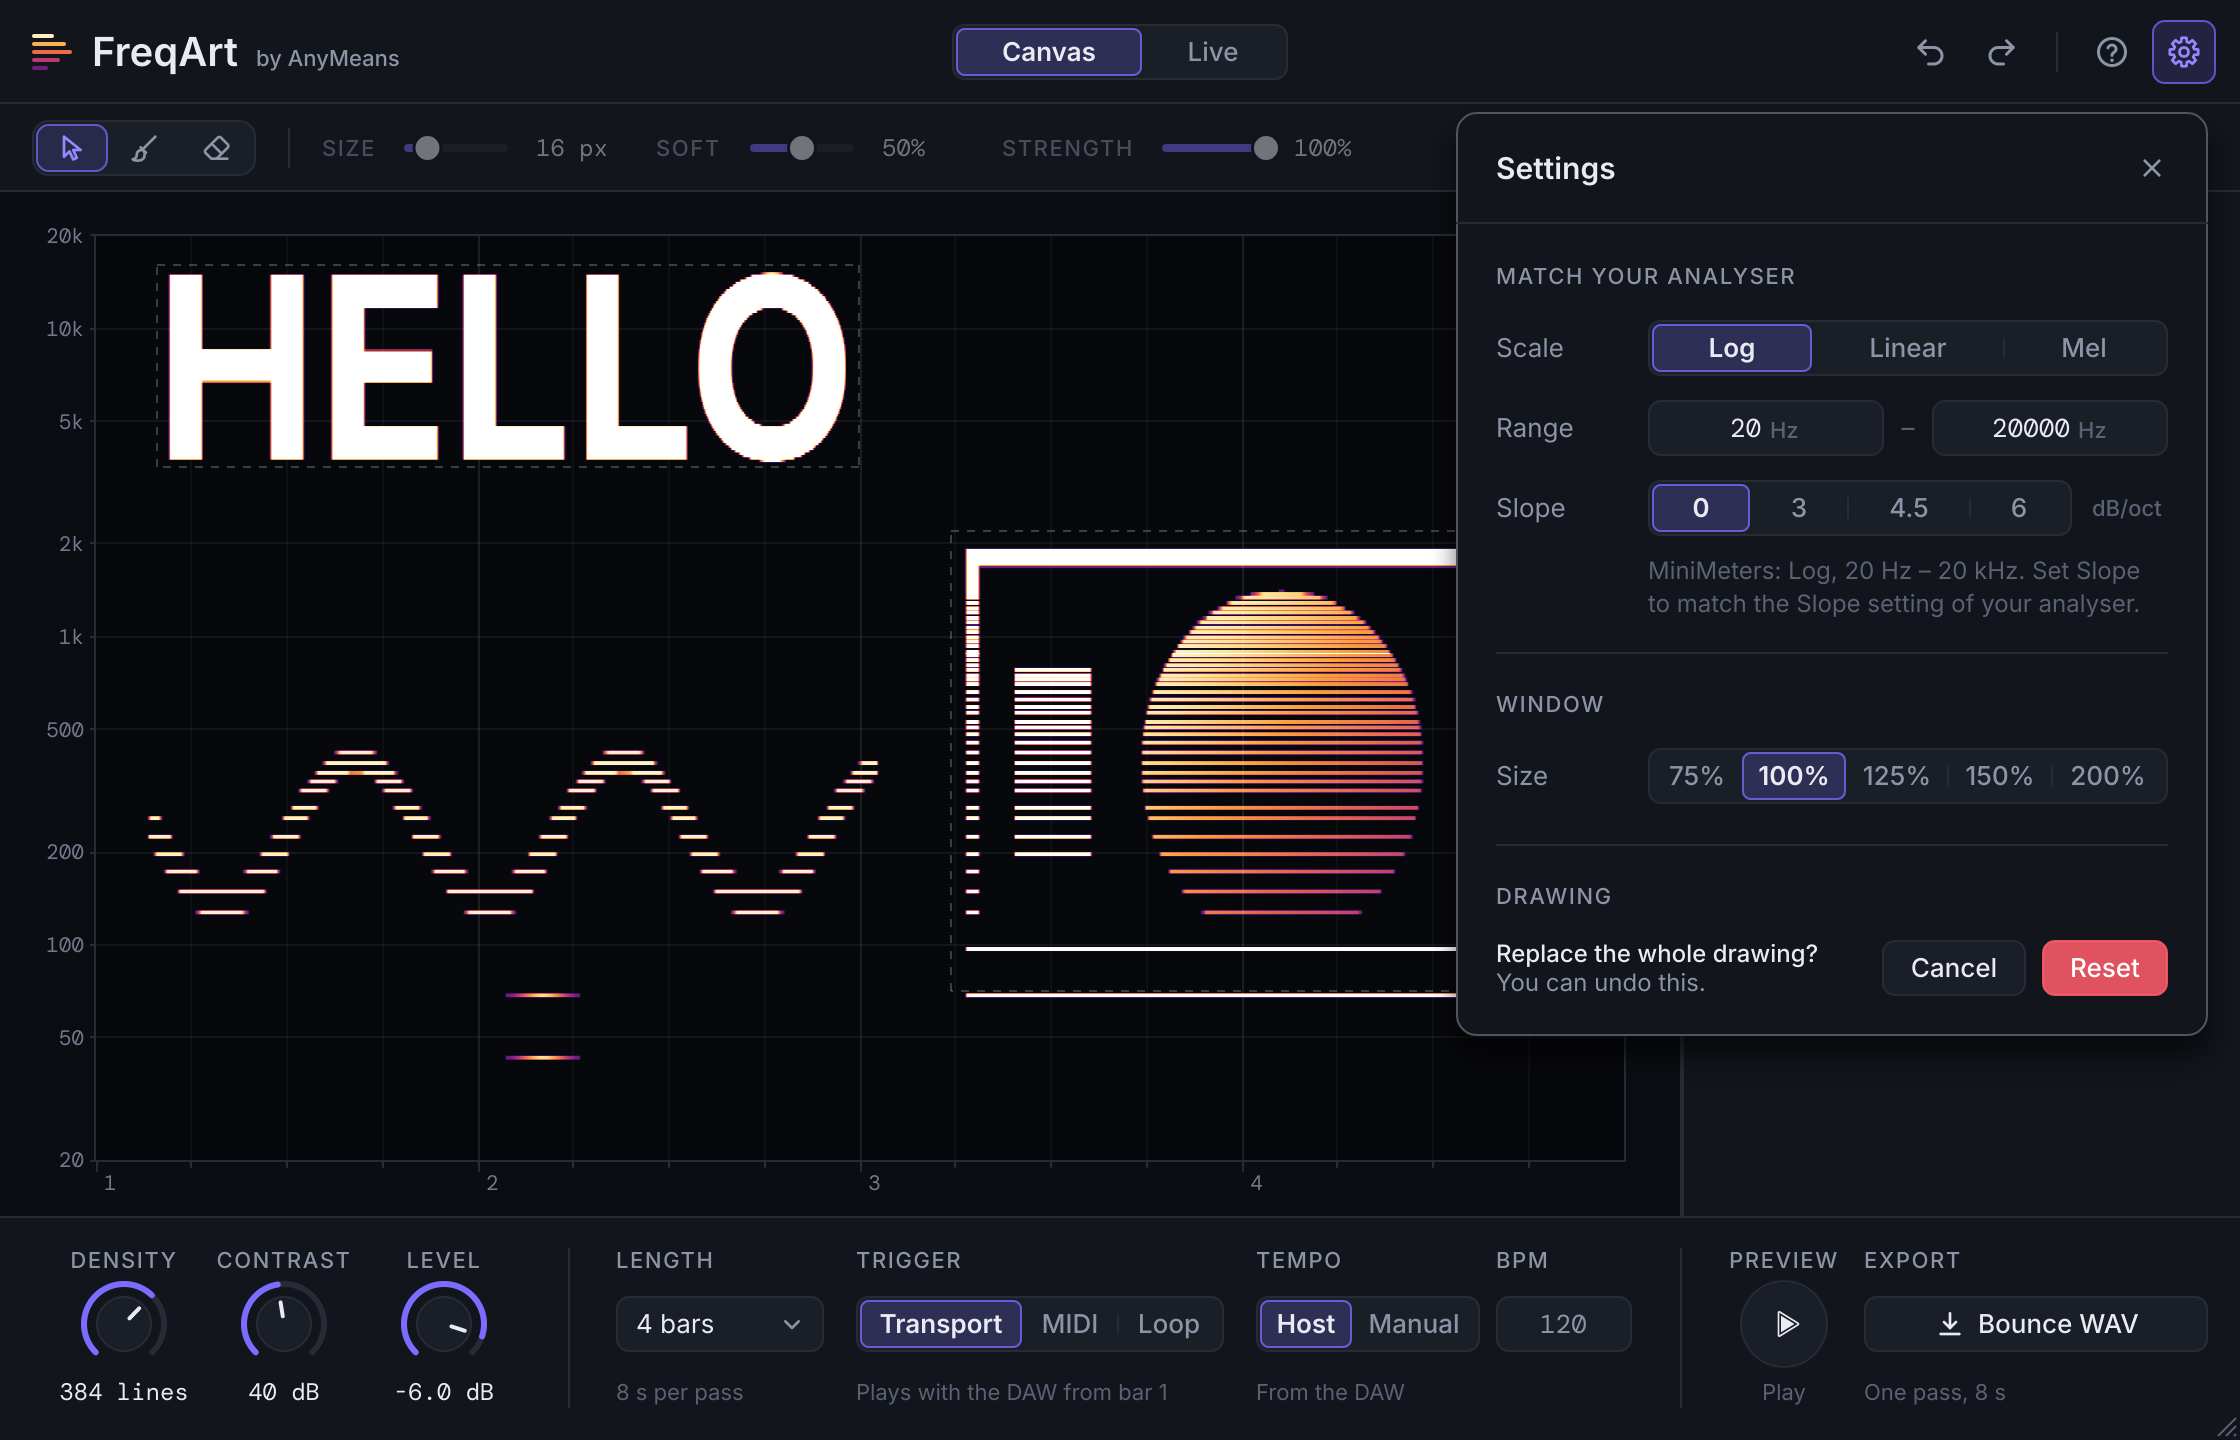 FreqArt by AnyMeans
Canvas Live
SIZE 16 px SOFT 50% STRENGTH 100%
Settings
MATCH YOUR ANALYSER
Scale Log Linear Mel
Range 20 Hz – 20000 Hz
Slope 0 3 4.5 6 dB/oct
MiniMeters: Log, 20 Hz – 20 kHz. Set Slope
to match the Slope setting of your analyser.
WINDOW
Size 75% 100% 125% 150% 200%
DRAWING
Replace the whole drawing?
You can undo this.
Cancel Reset
HELLO
20k
10k
5k
2k
1k
500
200
100
50
20
1 2 3 4
DENSITY CONTRAST LEVEL LENGTH TRIGGER TEMPO BPM PREVIEW EXPORT
4 bars Transport MIDI Loop Host Manual 120 Bounce WAV
384 lines 40 dB -6.0 dB 8 s per pass Plays with the DAW from bar 1 From the DAW Play One pass, 8 s